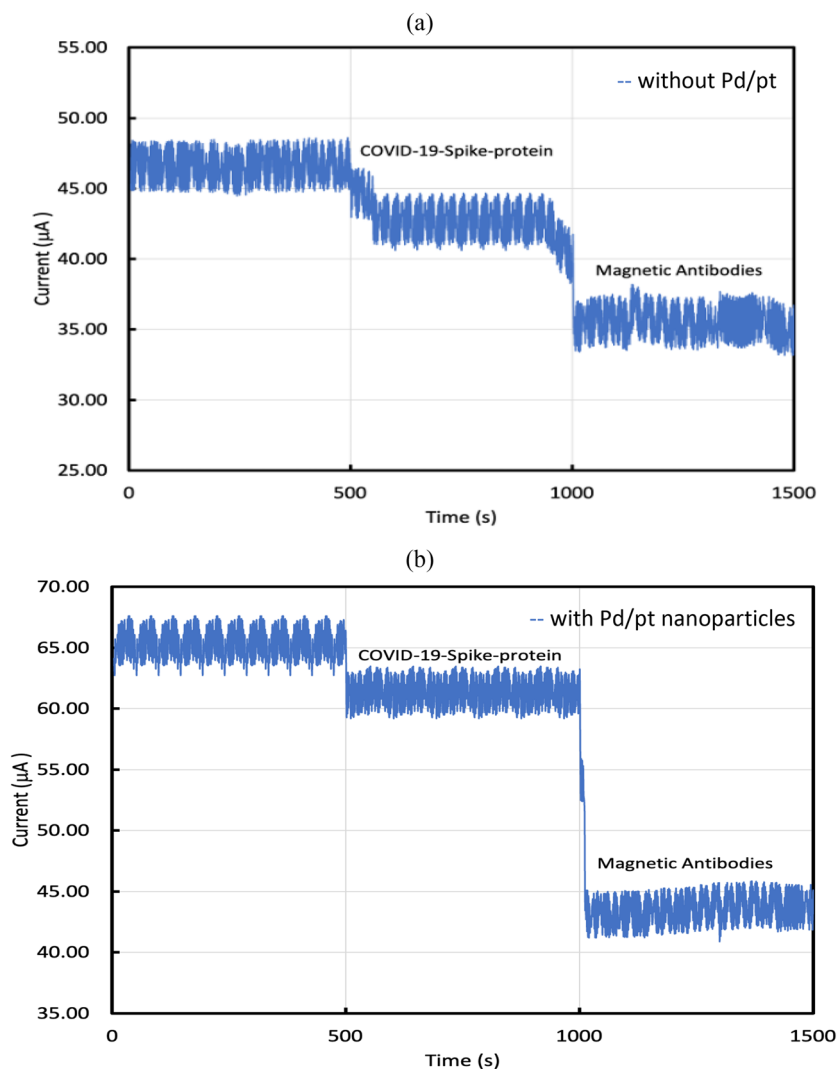 (a)
55.00
50.00
45.00
40.00
35.00
30.00
25.00
Current (µA )
-- without Pd/pt
COVID-19-Spike-protein
Magnetic Antibodies
0 500 1000 1500
Time (s)
(b)
70.00
65.00
60.00
55.00
50.00
45.00
40.00
35.00
Current (µA )
-- with Pd/pt nanoparticles
COVID-19-Spike-protein
Magnetic Antibodies
0 500 1000 1500
Time (s)